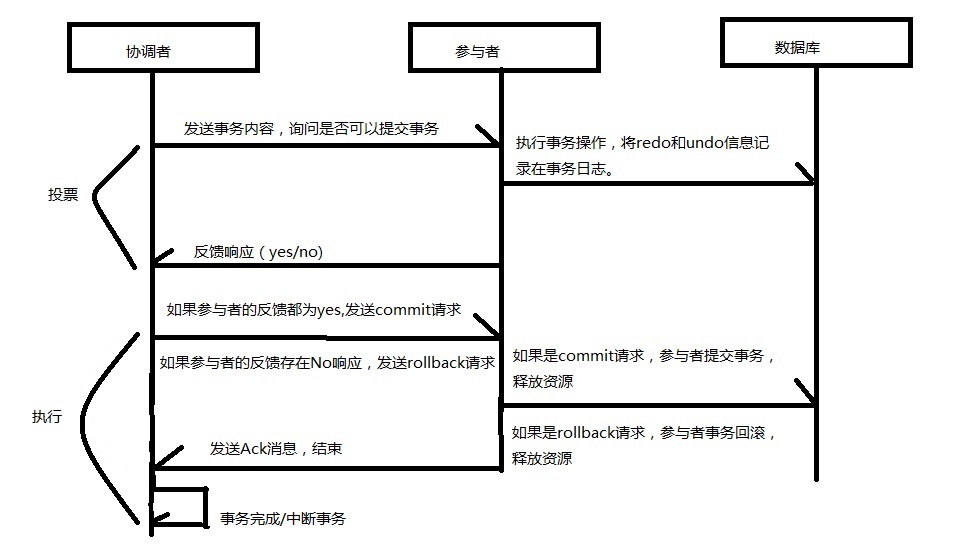 协调者
参与者
数据库
发送事务内容，询问是否可以提交事务
执行事务操作，将redo和undo信息记
录在事务日志。
投票
反馈响应（yes/no)
如果参与者的反馈都为yes,发送commit请求
如果参与者的反馈存在No响应，发送rollback请求
如果是commit请求，参与者提交事务，
释放资源
执行
如果是rollback请求，参与者事务回滚，
释放资源
发送Ack消息，结束
事务完成/中断事务